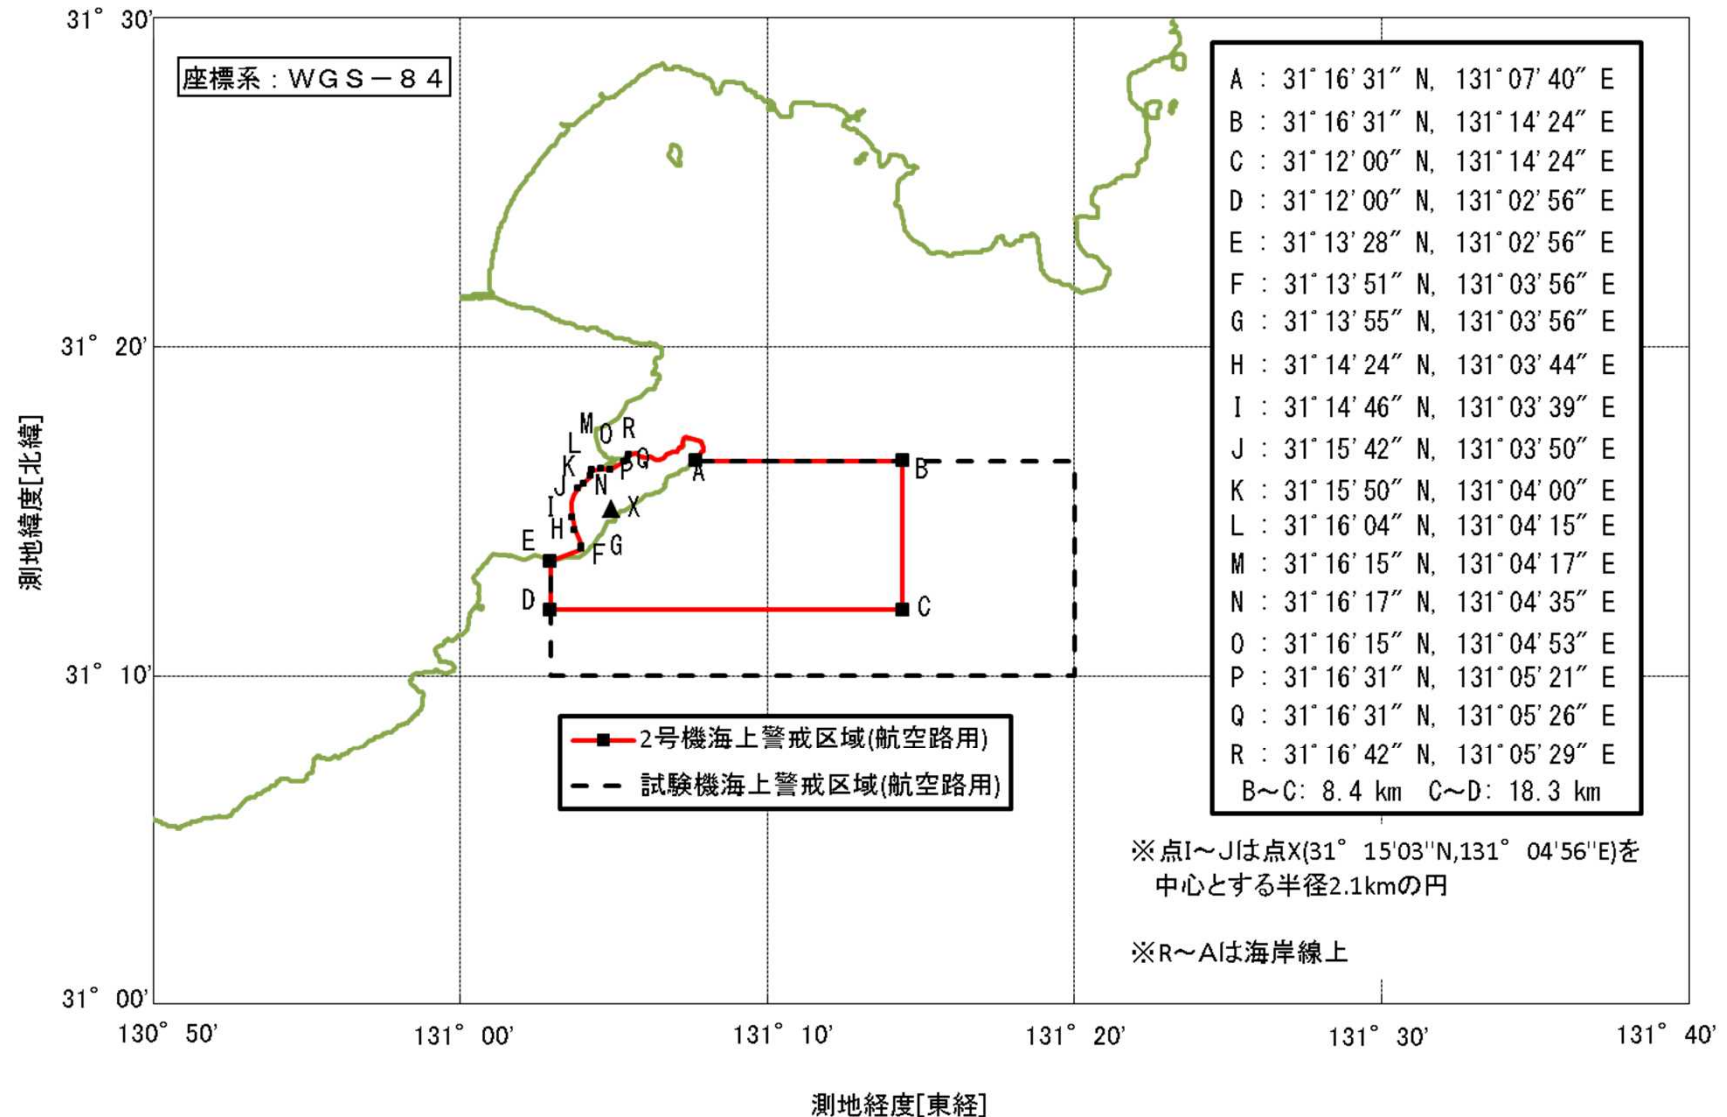 31° 30'
座標系：ＷＧＳ－８４
31° 20'
31° 10'
31° 00'
測地緯度[北緯]
130° 50'
131° 00'
131° 10'
131° 20'
131° 30'
131° 40'
測地経度[東経]
M
O
R
L
K
P
Q
J
N
A
B
I
X
H
E
F
G
D
C
2号機海上警戒区域(航空路用)
試験機海上警戒区域(航空路用)
A : 31°16'31″ N, 131°07'40″ E
B : 31°16'31″ N, 131°14'24″ E
C : 31°12'00″ N, 131°14'24″ E
D : 31°12'00″ N, 131°02'56″ E
E : 31°13'28″ N, 131°02'56″ E
F : 31°13'51″ N, 131°03'56″ E
G : 31°13'55″ N, 131°03'56″ E
H : 31°14'24″ N, 131°03'44″ E
I : 31°14'46″ N, 131°03'39″ E
J : 31°15'42″ N, 131°03'50″ E
K : 31°15'50″ N, 131°04'00″ E
L : 31°16'04″ N, 131°04'15″ E
M : 31°16'15″ N, 131°04'17″ E
N : 31°16'17″ N, 131°04'35″ E
O : 31°16'15″ N, 131°04'53″ E
P : 31°16'31″ N, 131°05'21″ E
Q : 31°16'31″ N, 131°05'26″ E
R : 31°16'42″ N, 131°05'29″ E
B～C: 8.4 km C～D: 18.3 km
※点I～Jは点X(31° 15'03"N,131° 04'56"E)を
中心とする半径2.1kmの円
※R～Aは海岸線上